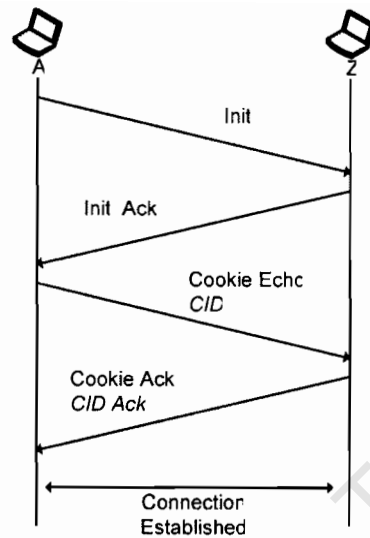 A
Z
Init
Init Ack
Cookie Echo
CID
Cookie Ack
CID Ack
Connection
Established